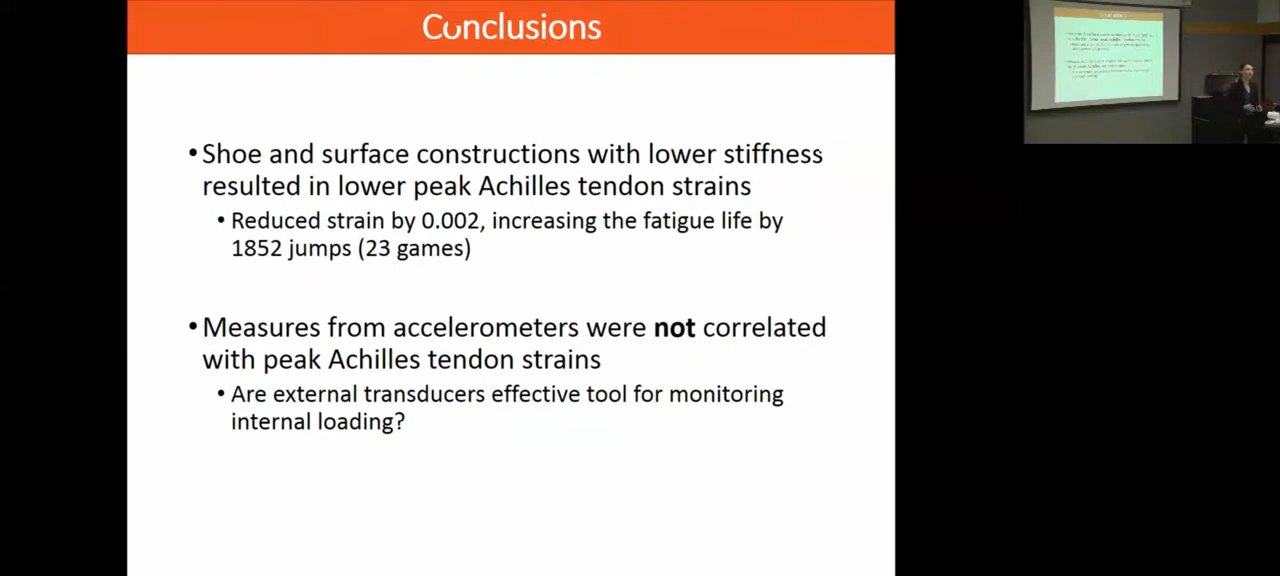 Conclusions
•Shoe and surface constructions with lower stiffness
resulted in lower peak Achilles tendon strains
• Reduced strain by 0.002, increasing the fatigue life by
1852 jumps (23 games)
•Measures from accelerometers were not correlated
with peak Achilles tendon strains
• Are external transducers effective tool for monitoring
internal loading?